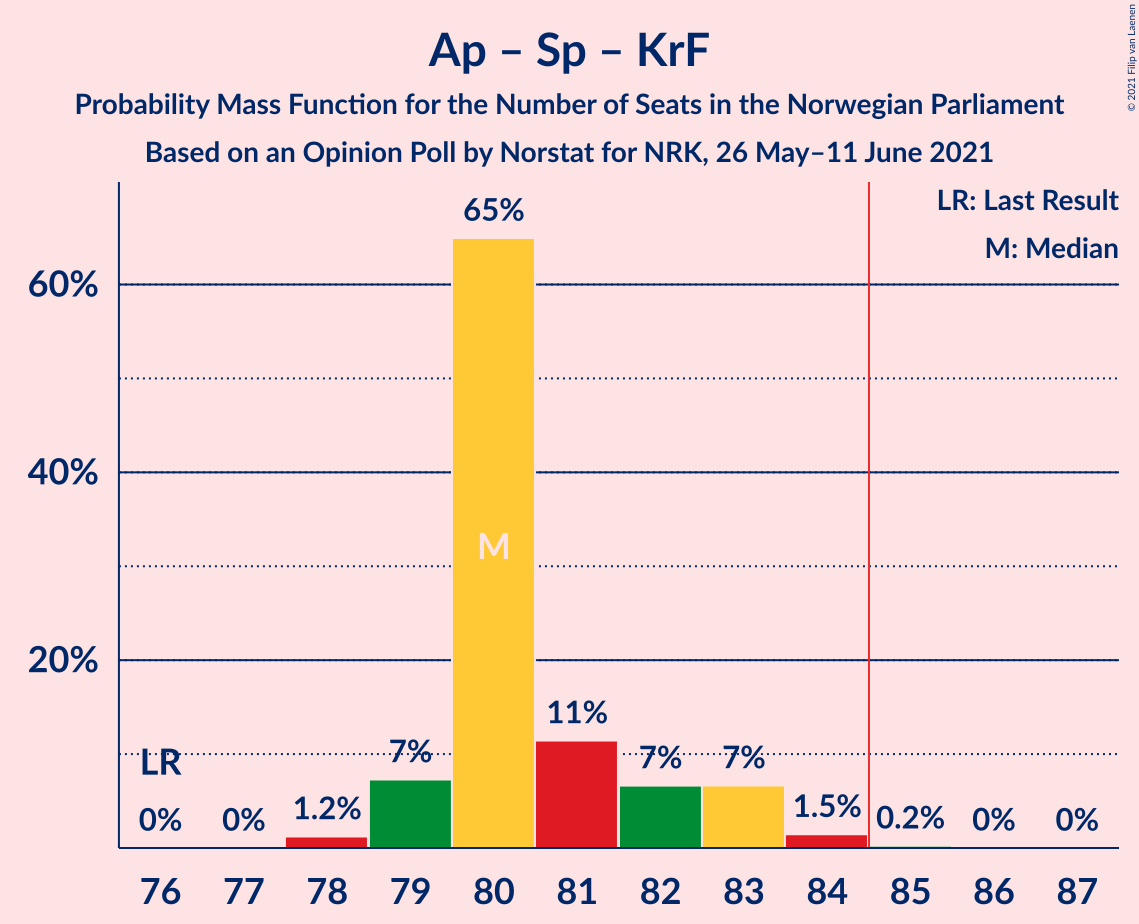 Ap – Sp – KrF
Probability Mass Function for the Number of Seats in the Norwegian Parliament
Based on an Opinion Poll by Norstat for NRK, 26 May–11 June 2021
© 2021 Filip van Laenen
LR: Last Result
M: Median
65%
60%
M
40%
20%
11%
LR
7%
7%
7%
0%
0%
1.2%
1.5%
0.2%
0%
0%
76 77 78 79 80 81 82 83 84 85 86 87